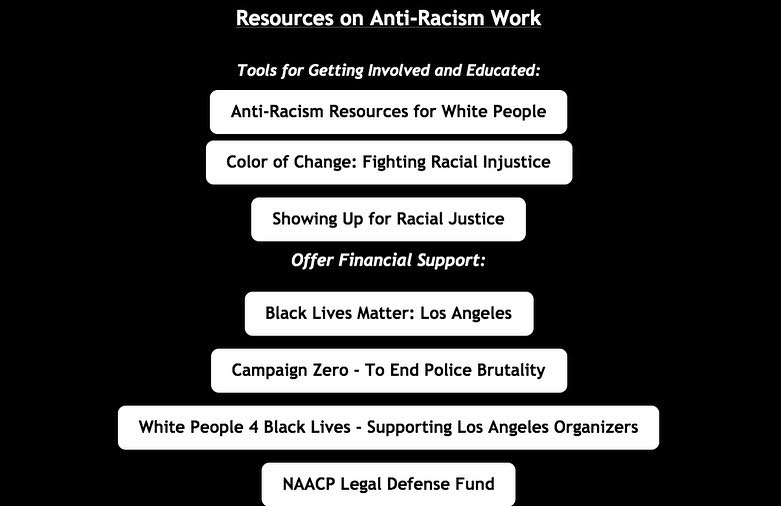 Resources on Anti-Racism Work
Tools for Getting Involved and Educated:
Anti-Racism Resources for White People
Color of Change: Fighting Racial Injustice
Showing Up for Racial Justice
Offer Financial Support:
Black Lives Matter: Los Angeles
Campaign Zero - To End Police Brutality
White People 4 Black Lives - Supporting Los Angeles Organizers
NAACP Legal Defense Fund